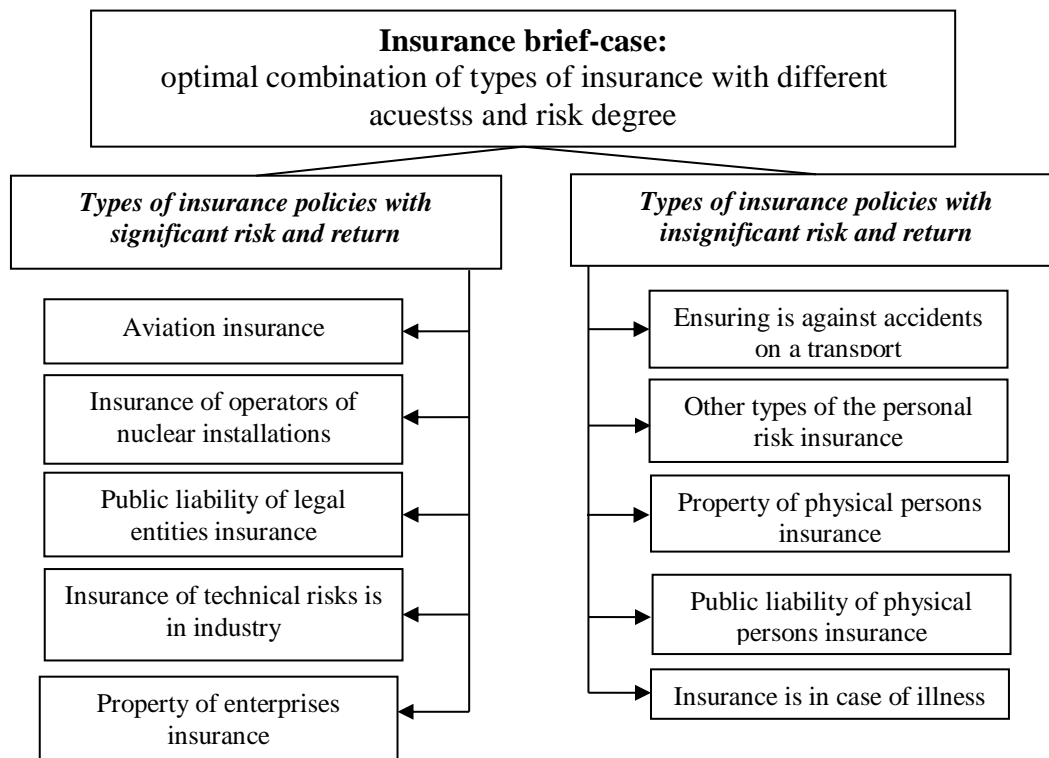 Insurance brief-case:
optimal combination of types of insurance with different
acuestss and risk degree
Types of insurance policies with
significant risk and return
Aviation insurance
Insurance of operators of
nuclear installations
Public liability of legal
entities insurance
Insurance of technical risks is
in industry
Property of enterprises
insurance
Types of insurance policies with
insignificant risk and return
Ensuring is against accidents
on a transport
Other types of the personal
risk insurance
Property of physical persons
insurance
Public liability of physical
persons insurance
Insurance is in case of illness